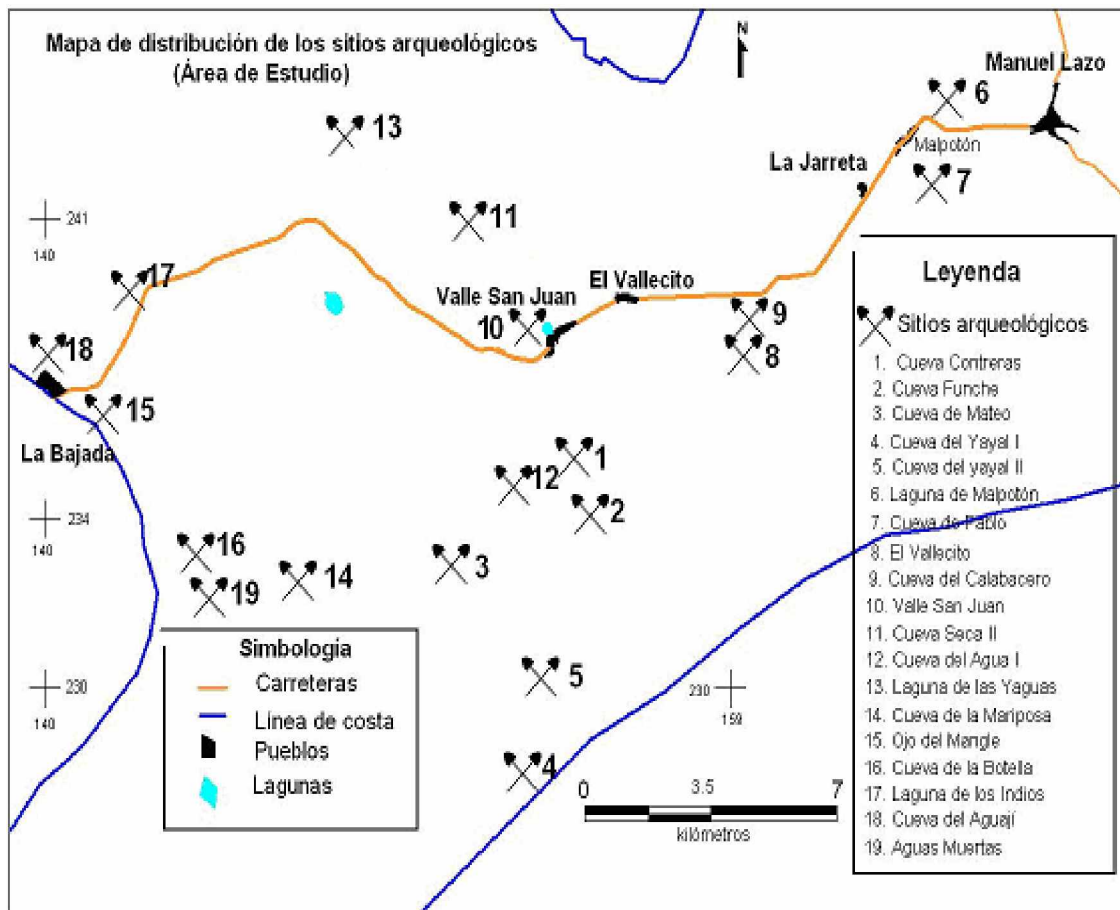 Mapa de distribución de los sitios arqueológicos
(Área de Estudio)
N
Manuel Lazo
6
13
Malpotón
La Jarreta
7
241
140
11
17
El Vallecito
Valle San Juan
10
9
18
8
15
La Bajada
1
12
2
234
140
16
3
14
19
5
230
140
230
159
4
0 3.5 7
kilómetros
Simbología
Carreteras
Línea de costa
Pueblos
Lagunas
Leyenda
Sitios arqueológicos
1. Cueva Contreras
2. Cueva Funche
3. Cueva de Mateo
4. Cueva del Yayal I
5. Cueva del yayal II
6. Laguna de Malpotón
7. Cueva de Pablo
8. El Vallecito
9. Cueva del Calabacero
10. Valle San Juan
11. Cueva Seca II
12. Cueva del Agua I
13. Laguna de las Yaguas
14. Cueva de la Mariposa
15. Ojo del Mangle
16. Cueva de la Botella
17. Laguna de los Indios
18. Cueva del Aguají
19. Aguas Muertas